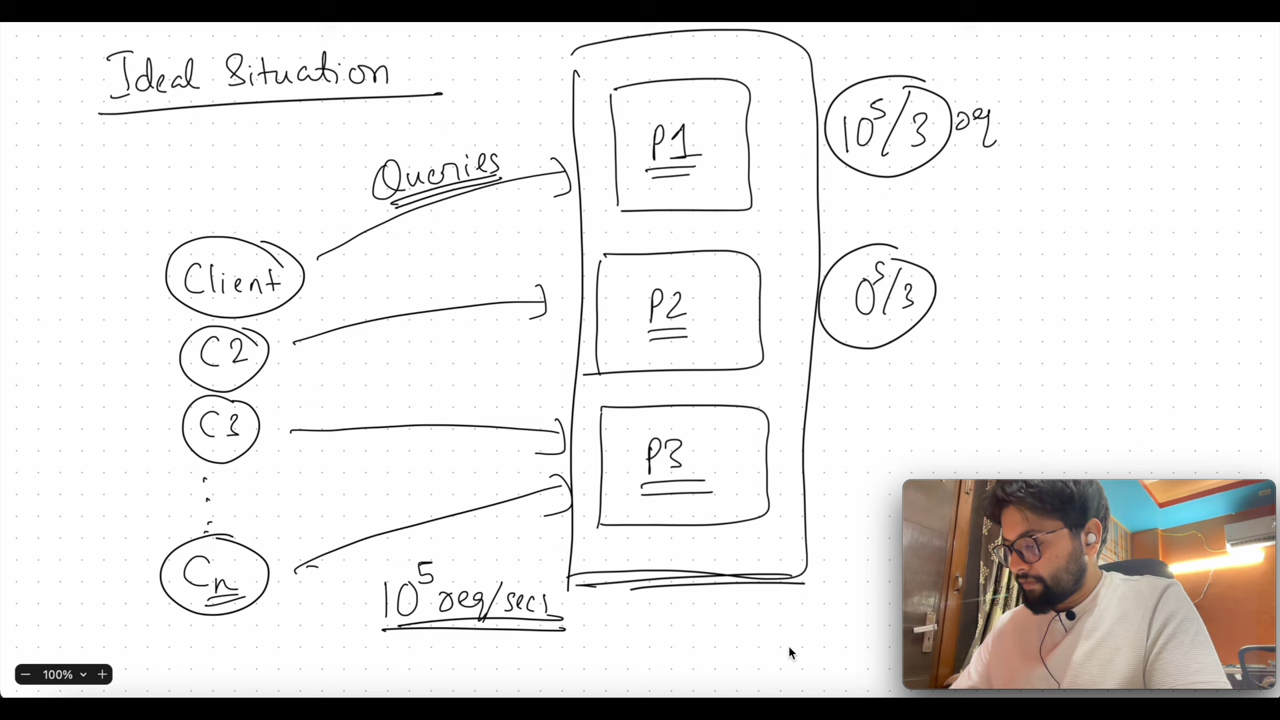 Ideal Situation
Queries
P1
10^5/3 req
Client
P2
0^5/3
C2
C3
P3
Cn
10^5 req/secs
− 100% +